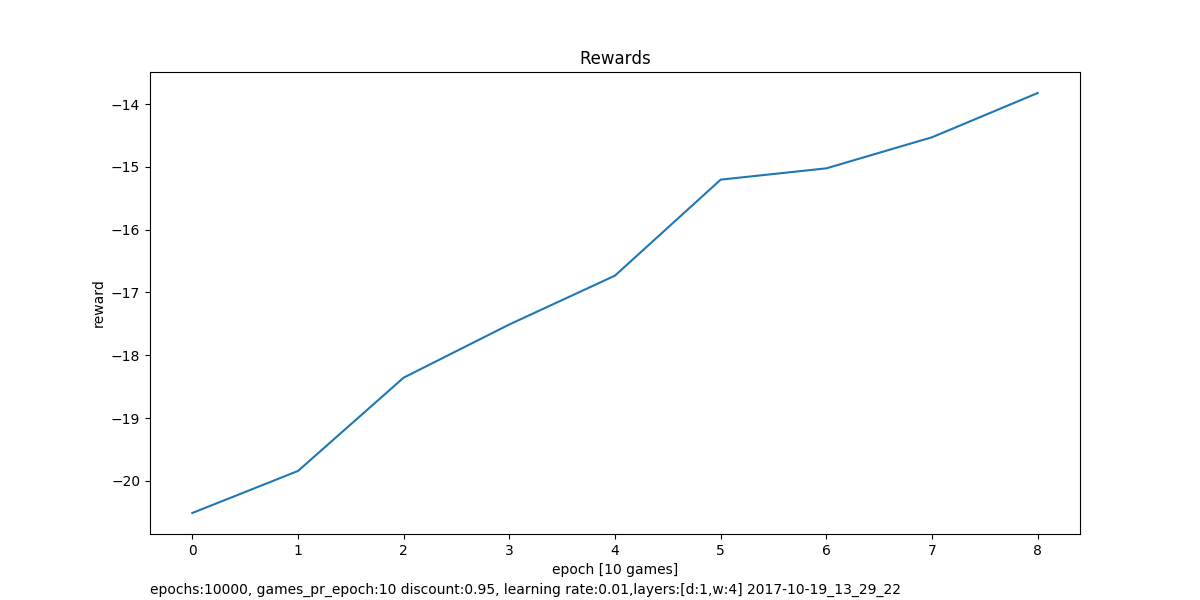 Rewards
−14
−15
−16
−17
−18
−19
−20
reward
0 1 2 3 4 5 6 7 8
epoch [10 games]
epochs:10000, games_pr_epoch:10 discount:0.95, learning rate:0.01,layers:[d:1,w:4] 2017-10-19_13_29_22